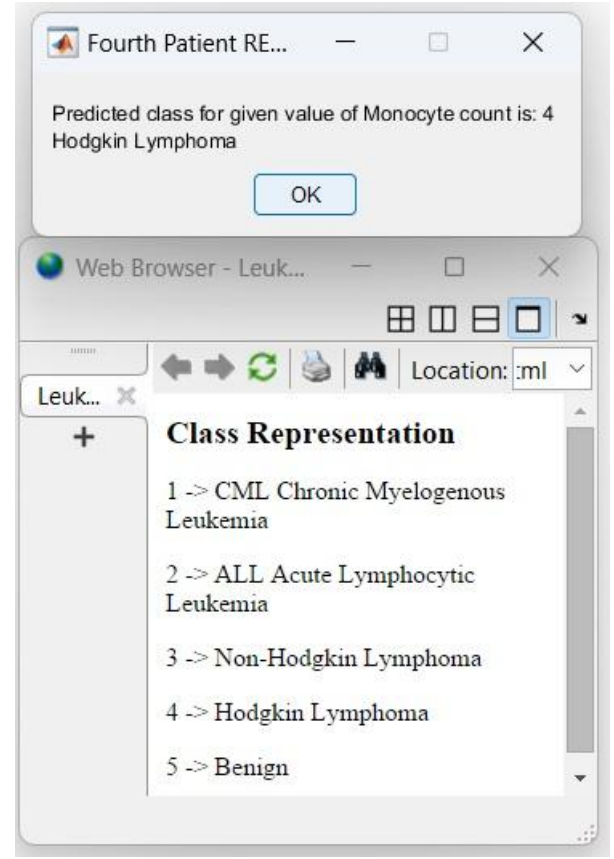 Fourth Patient RE...
Predicted class for given value of Monocyte count is: 4
Hodgkin Lymphoma
OK
Web Browser - Leuk...
Location: :ml
Leuk...
Class Representation
1 -> CML Chronic Myelogenous
Leukemia
2 -> ALL Acute Lymphocytic
Leukemia
3 -> Non-Hodgkin Lymphoma
4 -> Hodgkin Lymphoma
5 -> Benign